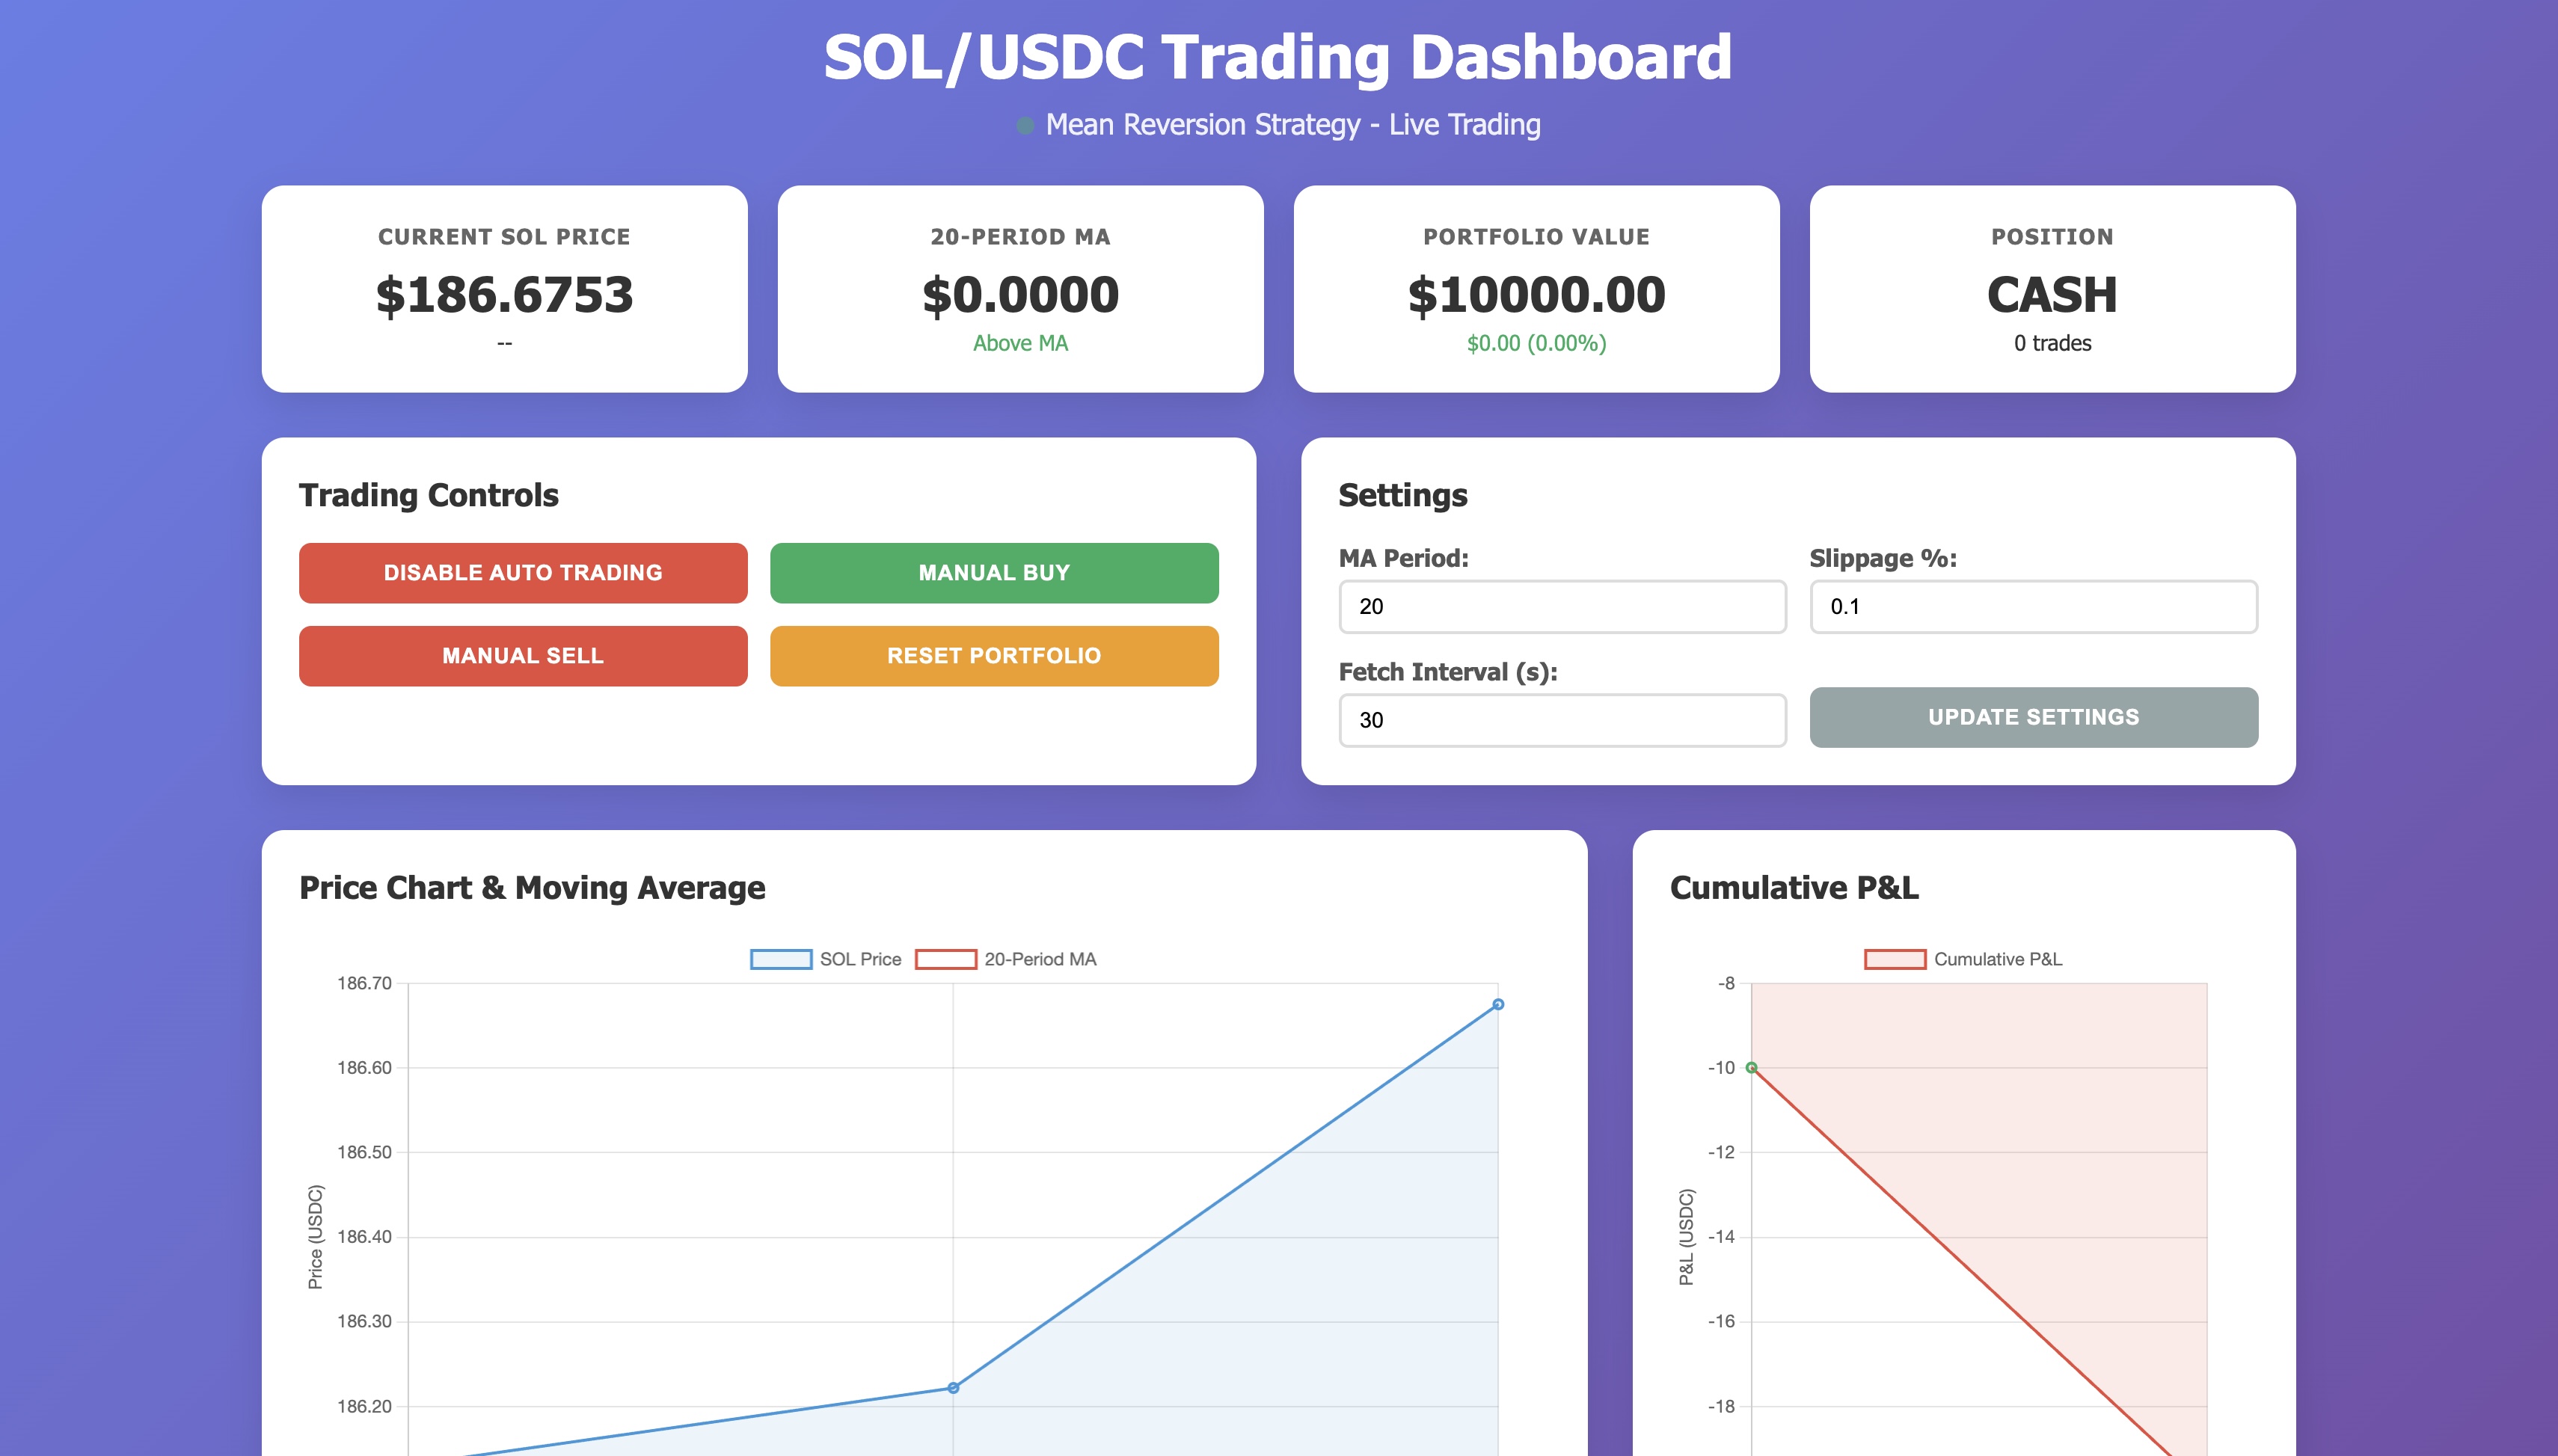 SOL/USDC Trading Dashboard
Mean Reversion Strategy - Live Trading
CURRENT SOL PRICE
$186.6753
--
20-PERIOD MA
$0.0000
Above MA
PORTFOLIO VALUE
$10000.00
$0.00 (0.00%)
POSITION
CASH
0 trades
Trading Controls
DISABLE AUTO TRADING
MANUAL BUY
MANUAL SELL
RESET PORTFOLIO
Settings
MA Period:
20
Slippage %:
0.1
Fetch Interval (s):
30
UPDATE SETTINGS
Price Chart & Moving Average
SOL Price
20-Period MA
186.70
186.60
186.50
186.40
186.30
186.20
Price (USDC)
Cumulative P&L
Cumulative P&L
-8
-10
-12
-14
-16
-18
P&L (USDC)